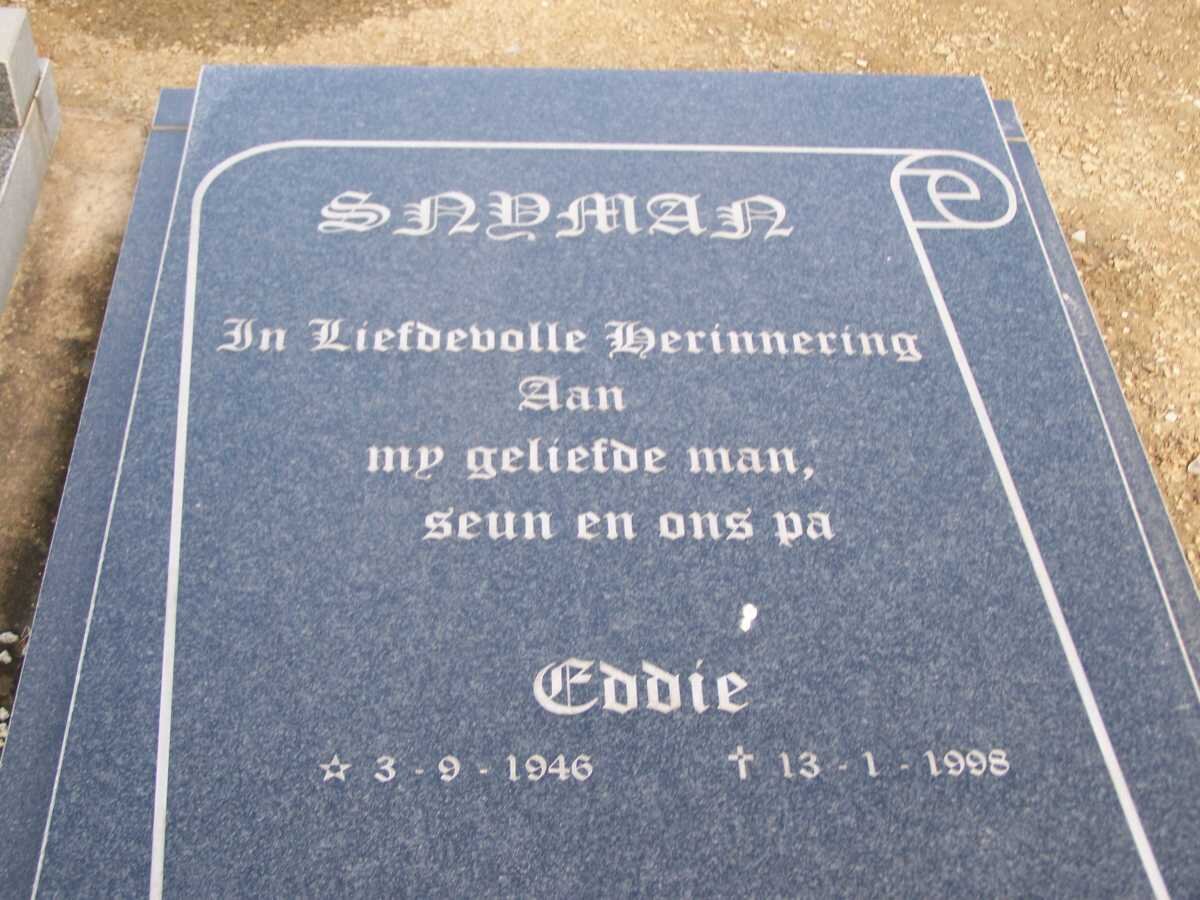 SNYMAN
In Liefdevolle Herinnering
Aan
my geliefde man,
seun en ons pa
Eddie
☆ 3 - 9 - 1946 ✝ 13 - 1 - 1998